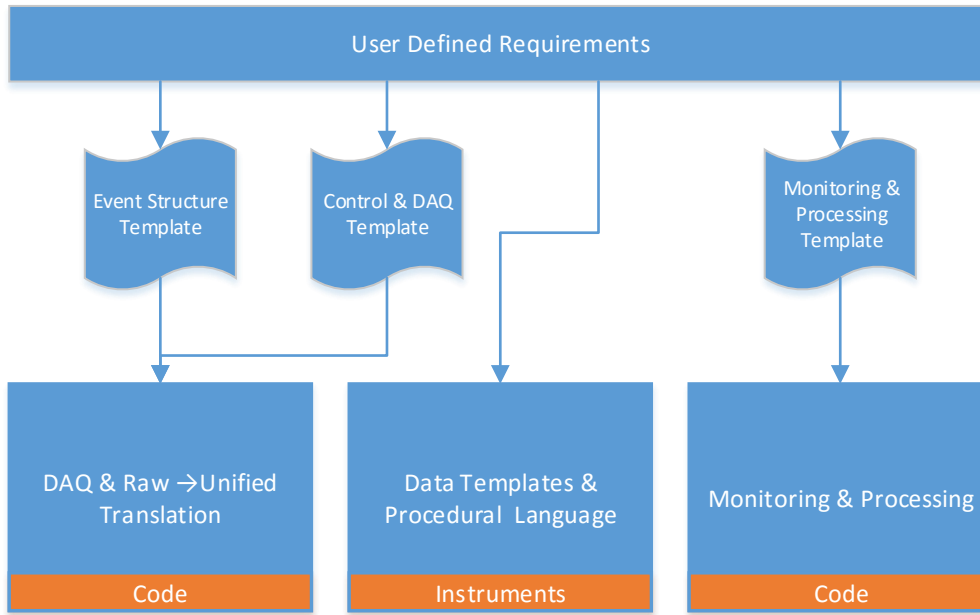 User Defined Requirements
Event Structure
Template
Control & DAQ
Template
Monitoring &
Processing
Template
DAQ & Raw →Unified
Translation
Data Templates &
Procedural Language
Monitoring & Processing
Code
Instruments
Code